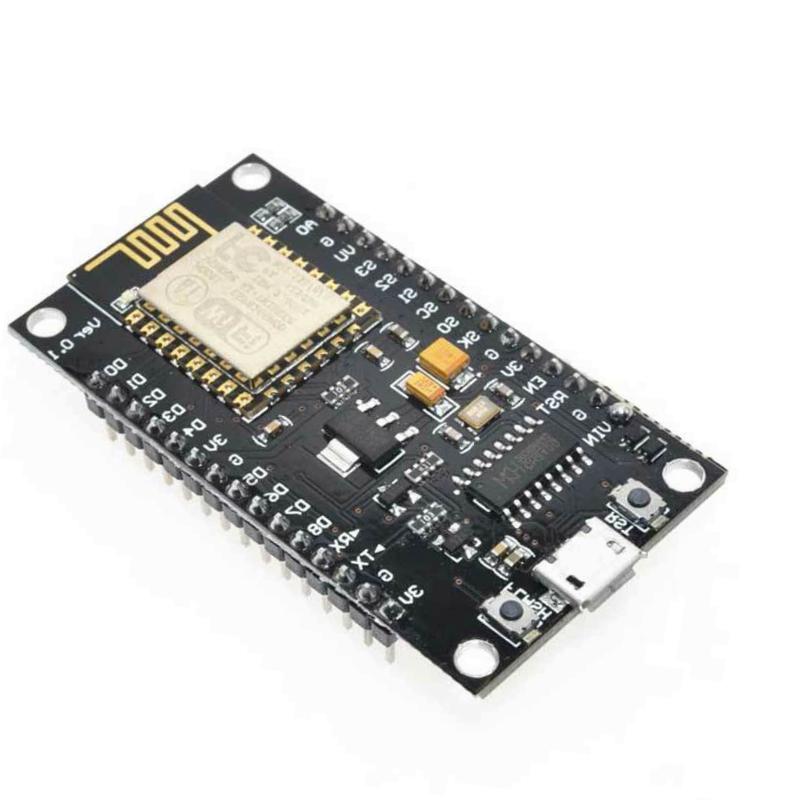 A0
G
VU
S3
S2
S1
SC
S0
SK
G
3V
EN
RST
G
VIN
Ver 0.1
D0
D1
D2
D3
D4
3V
G
D5
D6
D7
D8
RX
TX
G
3V
RST
FLASH